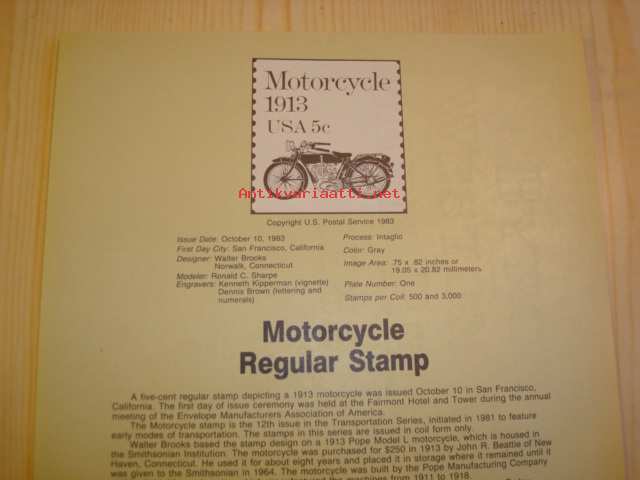 Motorcycle
1913
USA 5c
Antikvariaatti.net
Copyright U.S. Postal Service 1983
Issue Date: October 10, 1983
First Day City: San Francisco, California
Designer: Walter Brooks
Norwalk, Connecticut
Modeler: Ronald C. Sharpe
Engravers: Kenneth Kipperman (vignette)
Dennis Brown (lettering and
numerals)
Process: Intaglio
Color: Gray
Image Area: .75 x .82 inches or
19.05 x 20.82 millimeters
Plate Number: One
Stamps per Coil: 500 and 3,000
Motorcycle
Regular Stamp
A five-cent regular stamp depicting a 1913 motorcycle was issued October 10 in San Francisco,
California. The first day of issue ceremony was held at the Fairmont Hotel and Tower during the annual
meeting of the Envelope Manufacturers Association of America.
The Motorcycle stamp is the 12th issue in the Transportation Series, initiated in 1981 to feature
early modes of transportation. The stamps in this series are issued in coil form only.
Walter Brooks based the stamp design on a 1913 Pope Model L motorcycle, which is housed in
the Smithsonian Institution. The motorcycle was purchased for $250 in 1913 by John R. Beattie of New
Haven, Connecticut. He used it for about eight years and placed it in storage where it remained until it
was given to the Smithsonian in 1964. The motorcycle was built by the Pope Manufacturing Company
the machines from 1911 to 1918.